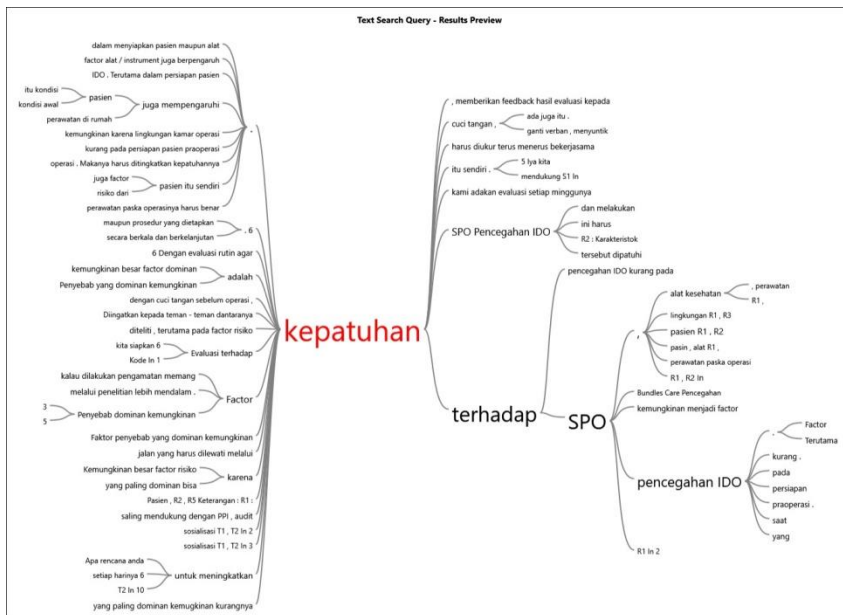 Text Search Query - Results Preview
dalam menyiapkan pasien maupun alat
factor alat / instrument juga berpengaruh
IDO . Terutama dalam persiapan pasien
itu kondisi
kondisi awal
pasien
perawatan di rumah
juga mempengaruhi
kemungkinan karena lingkungan kamar operasi
kurang pada persiapan pasien praoperasi
operasi . Makanya harus ditingkatkan kepatuhannya
juga factor
risiko dari
pasien itu sendiri
perawatan paska operasinya harus benar
.
maupun prosedur yang dietapkan
secara berkala dan berkelanjutan
. 6
6 Dengan evaluasi rutin agar
kemungkinan besar factor dominan
Penyebab yang dominan kemungkinan
adalah
dengan cuci tangan sebelum operasi ,
Diingatkan kepada teman - teman dantaranya
diteliti , terutama pada factor risiko
kita siapkan 6
Kode In 1
Evaluasi terhadap
kalau dilakukan pengamatan memang
melalui penelitian lebih mendalam .
3
5
Penyebab dominan kemungkinan
Factor
Faktor penyebab yang dominan kemungkinan
jalan yang harus dilewati melalui
Kemungkinan besar factor risiko
yang paling dominan bisa
karena
Pasien , R2 , R5 Keterangan : R1 :
saling mendukung dengan PPI , audit
sosialisasi T1 , T2 In 2
sosialisasi T1 , T2 In 3
Apa rencana anda
setiap harinya 6
T2 In 10
untuk meningkatkan
yang paling dominan kemugkinan kurangnya
kepatuhan
, memberikan feedback hasil evaluasi kepada
cuci tangan ,
ada juga itu .
ganti verban , menyuntik
harus diukur terus menerus bekerjasama
itu sendiri .
5 Iya kita
mendukung S1 In
kami adakan evaluasi setiap minggunya
SPO Pencegahan IDO
dan melakukan
ini harus
R2 : Karakteristok
tersebut dipatuhi
terhadap
pencegahan IDO kurang pada
SPO
,
alat kesehatan
, perawatan
R1 ,
lingkungan R1 , R3
pasien R1 , R2
pasin , alat R1 ,
perawatan paska operasi
R1 , R2 In
Bundles Care Pencegahan
kemungkinan menjadi factor
pencegahan IDO
.
Factor
Terutama
kurang .
pada
persiapan
praoperasi .
saat
yang
R1 In 2